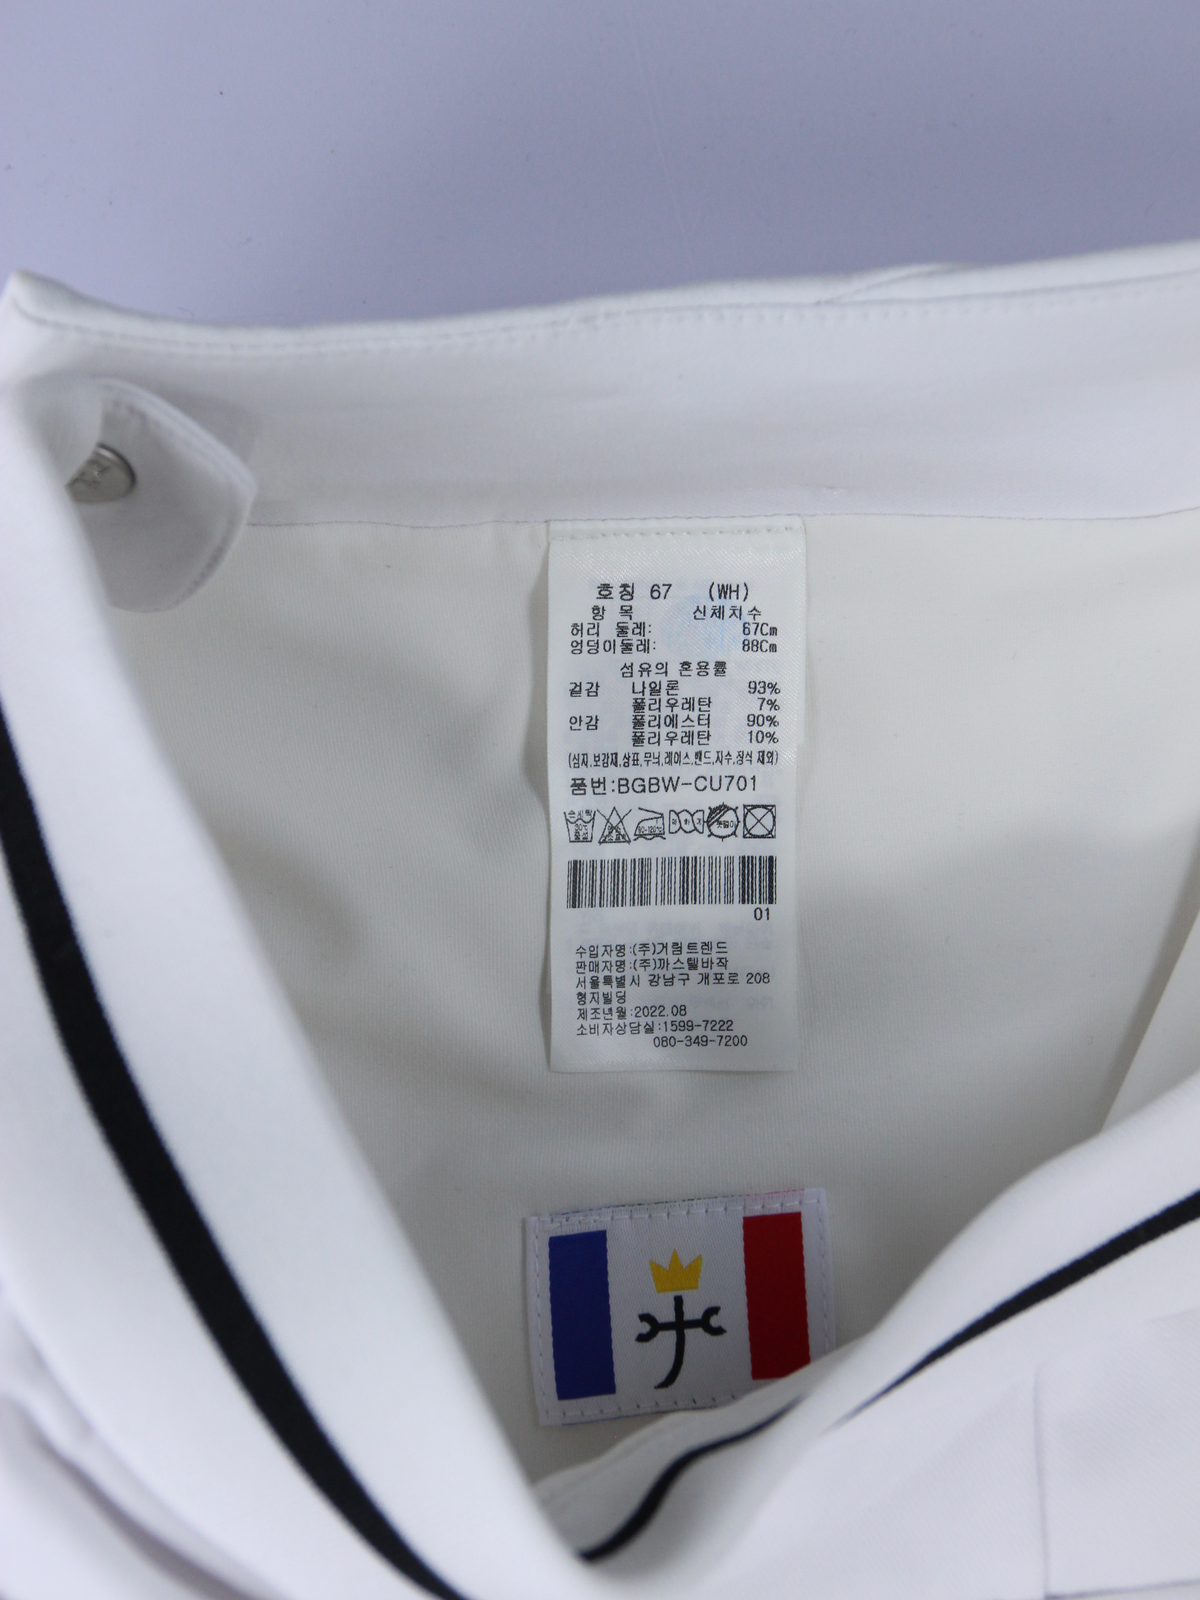 호칭 67 (WH)
항 목 신체치수
허리 둘레: 67Cm
엉덩이둘레: 88Cm
섬유의 혼용률
겉감 나일론 93%
폴리우레탄 7%
안감 폴리에스터 90%
폴리우레탄 10%
(심지,보강재,상표,무늬,레이스,밴드,자수,장식 제외)
품번:BGBW-CU701
01
수입자명:(주)거림트렌드
판매자명:(주)까스텔바작
서울특별시 강남구 개포로 208
형지빌딩
제조년월:2022.08
소비자상담실:1599-7222
080-349-7200